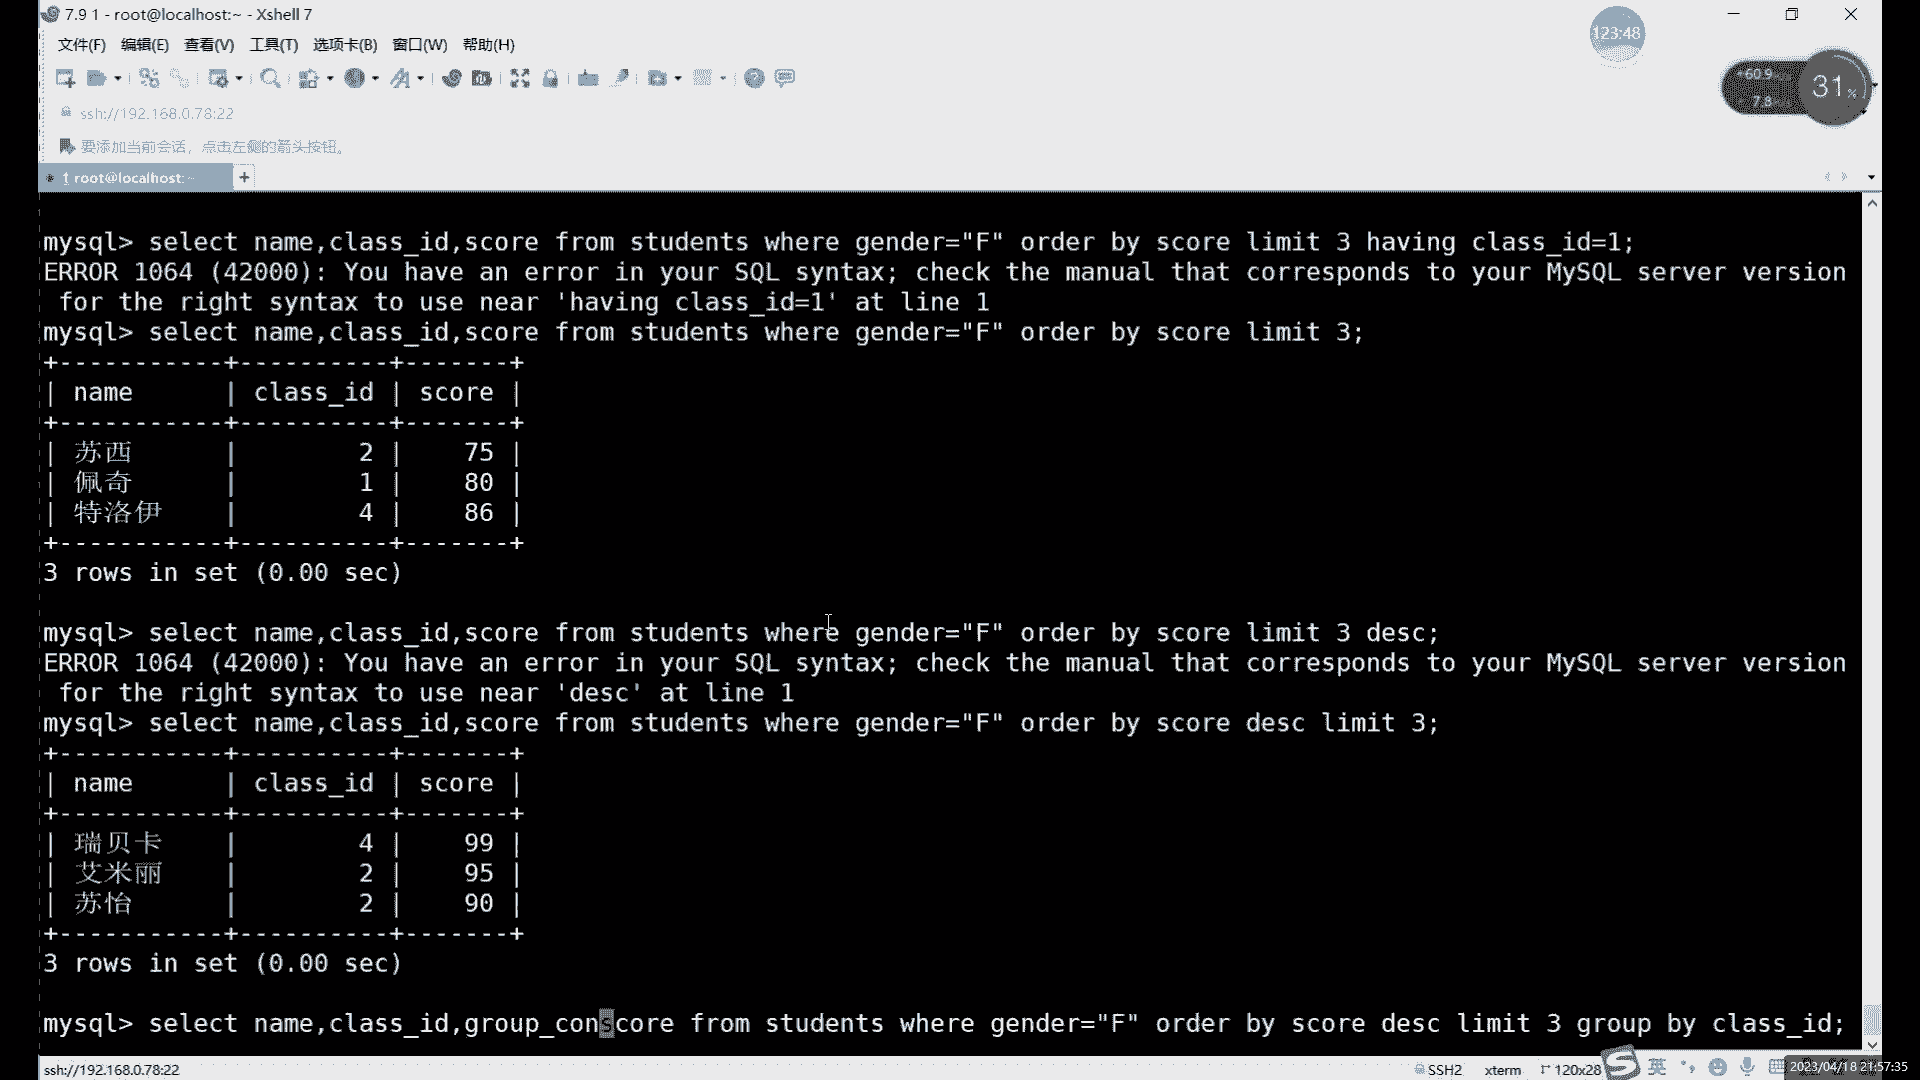 7.9 1 - root@localhost:~ - Xshell 7
文件(F) 编辑(E) 查看(V) 工具(T) 选项卡(B) 窗口(W) 帮助(H)
123:48
+60.9
7.8
31%
ssh://192.168.0.78:22
要添加当前会话，点击左侧的箭头按钮。
1 root@localhost:~ +
mysql> select name,class_id,score from students where gender="F" order by score limit 3 having class_id=1;
ERROR 1064 (42000): You have an error in your SQL syntax; check the manual that corresponds to your MySQL server version
for the right syntax to use near 'having class_id=1' at line 1
mysql> select name,class_id,score from students where gender="F" order by score limit 3;
+-----------+----------+-------+
| name      | class_id | score |
+-----------+----------+-------+
| 苏西      |        2 |    75 |
| 佩奇      |        1 |    80 |
| 特洛伊    |        4 |    86 |
+-----------+----------+-------+
3 rows in set (0.00 sec)
mysql> select name,class_id,score from students where gender="F" order by score limit 3 desc;
ERROR 1064 (42000): You have an error in your SQL syntax; check the manual that corresponds to your MySQL server version
for the right syntax to use near 'desc' at line 1
mysql> select name,class_id,score from students where gender="F" order by score desc limit 3;
+-----------+----------+-------+
| name      | class_id | score |
+-----------+----------+-------+
| 瑞贝卡    |        4 |    99 |
| 艾米丽    |        2 |    95 |
| 苏怡      |        2 |    90 |
+-----------+----------+-------+
3 rows in set (0.00 sec)
mysql> select name,class_id,group_conscore from students where gender="F" order by score desc limit 3 group by class_id;
ssh://192.168.0.78:22
SSH2 xterm 120x28 英 2023/04/18 21:57:35